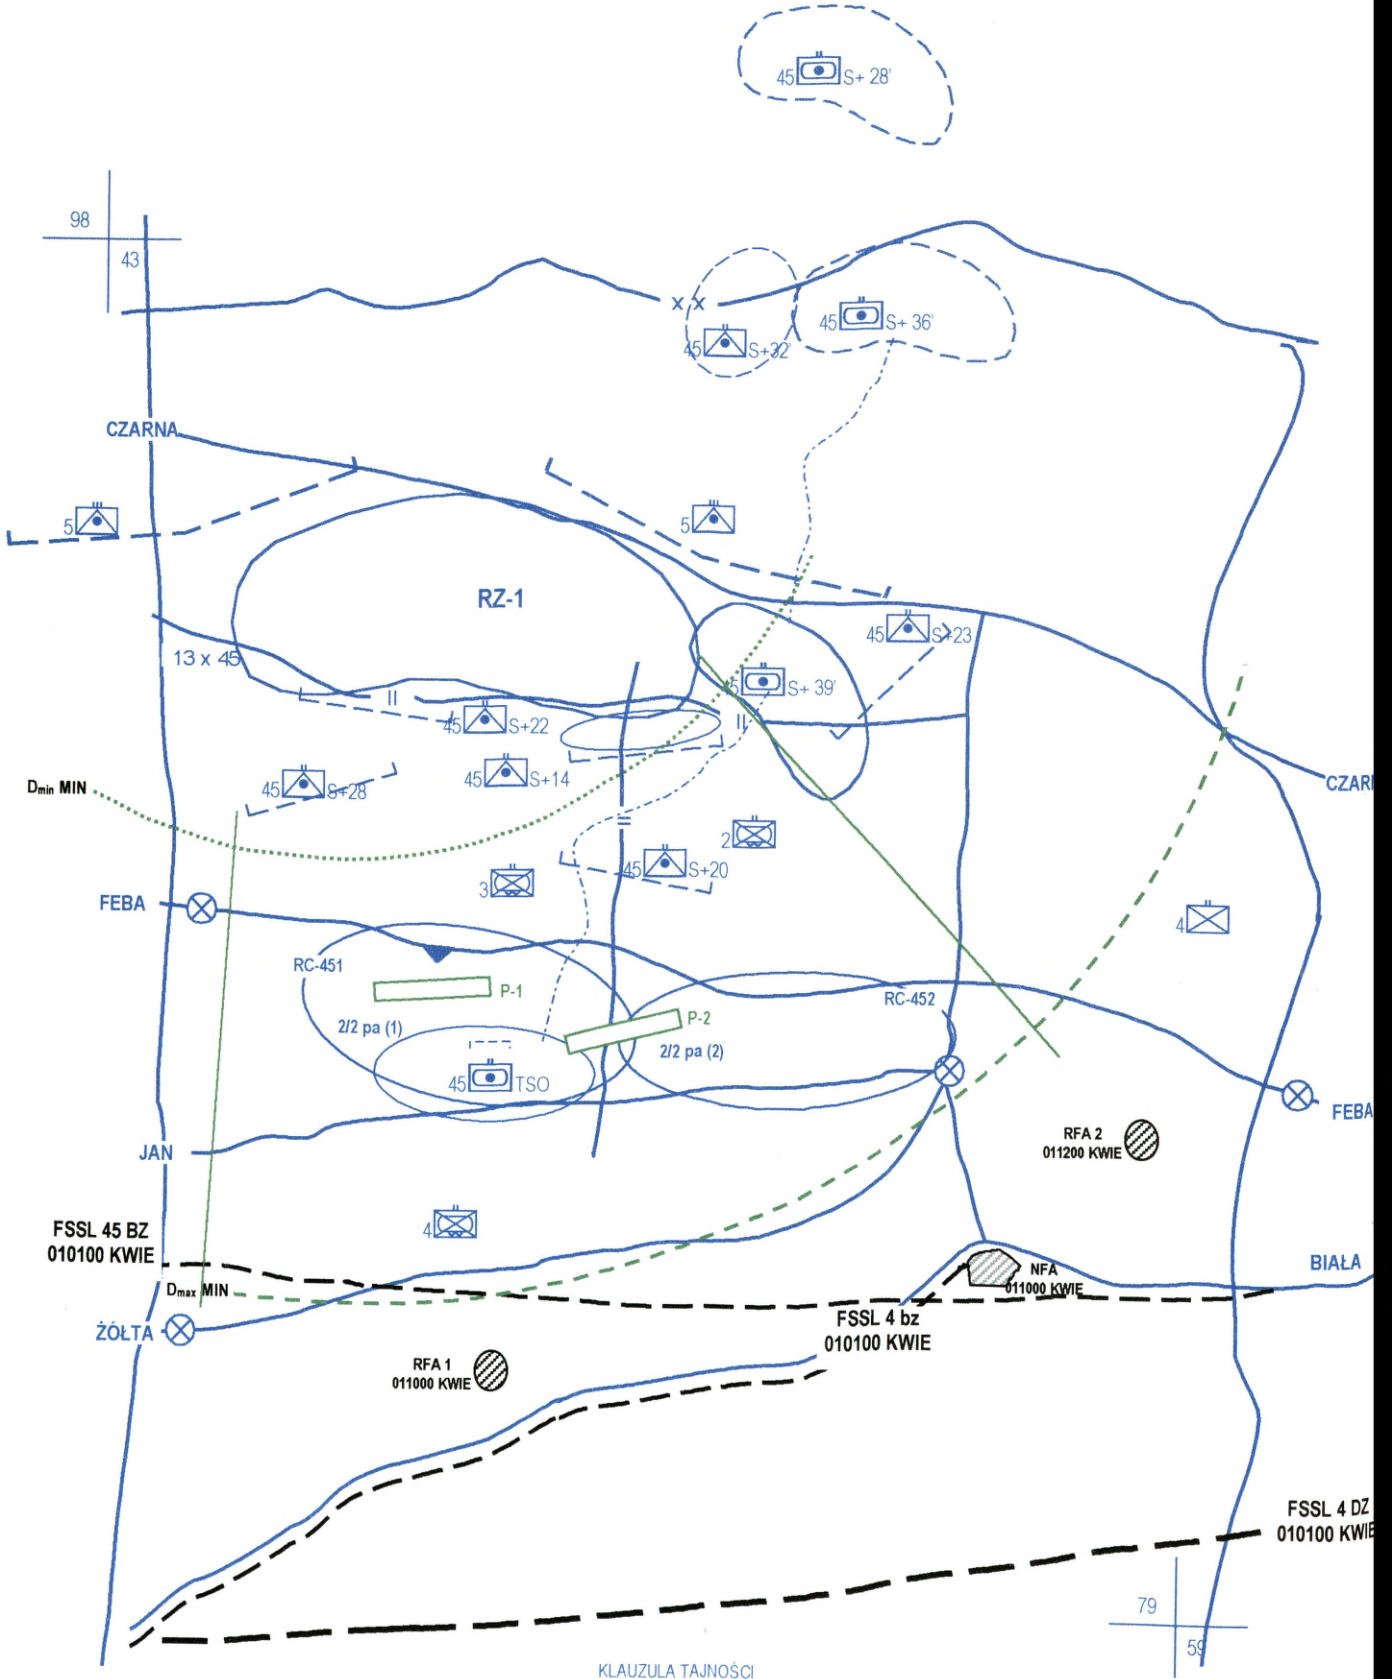 45 S+ 28'
98
43
x x
45 S+ 36'
45 S+32'
CZARNA
5
5
RZ-1
45 S+23
13 x 45
45 S+ 39'
45 S+22
45 S+14
45 S+28
Dmin MIN
2
45 S+20
3
FEBA
4
RC-451
RC-452
P-1
P-2
2/2 pa (1)
2/2 pa (2)
45 TSO
FEBA
RFA 2
011200 KWIE
JAN
4
FSSL 45 BZ
010100 KWIE
BIAŁA
NFA
011000 KWIE
Dmax MIN
FSSL 4 bz
010100 KWIE
ŻÓŁTA
RFA 1
011000 KWIE
FSSL 4 DZ
010100 KWIE
79
59
KLAUZULA TAJNOŚCI